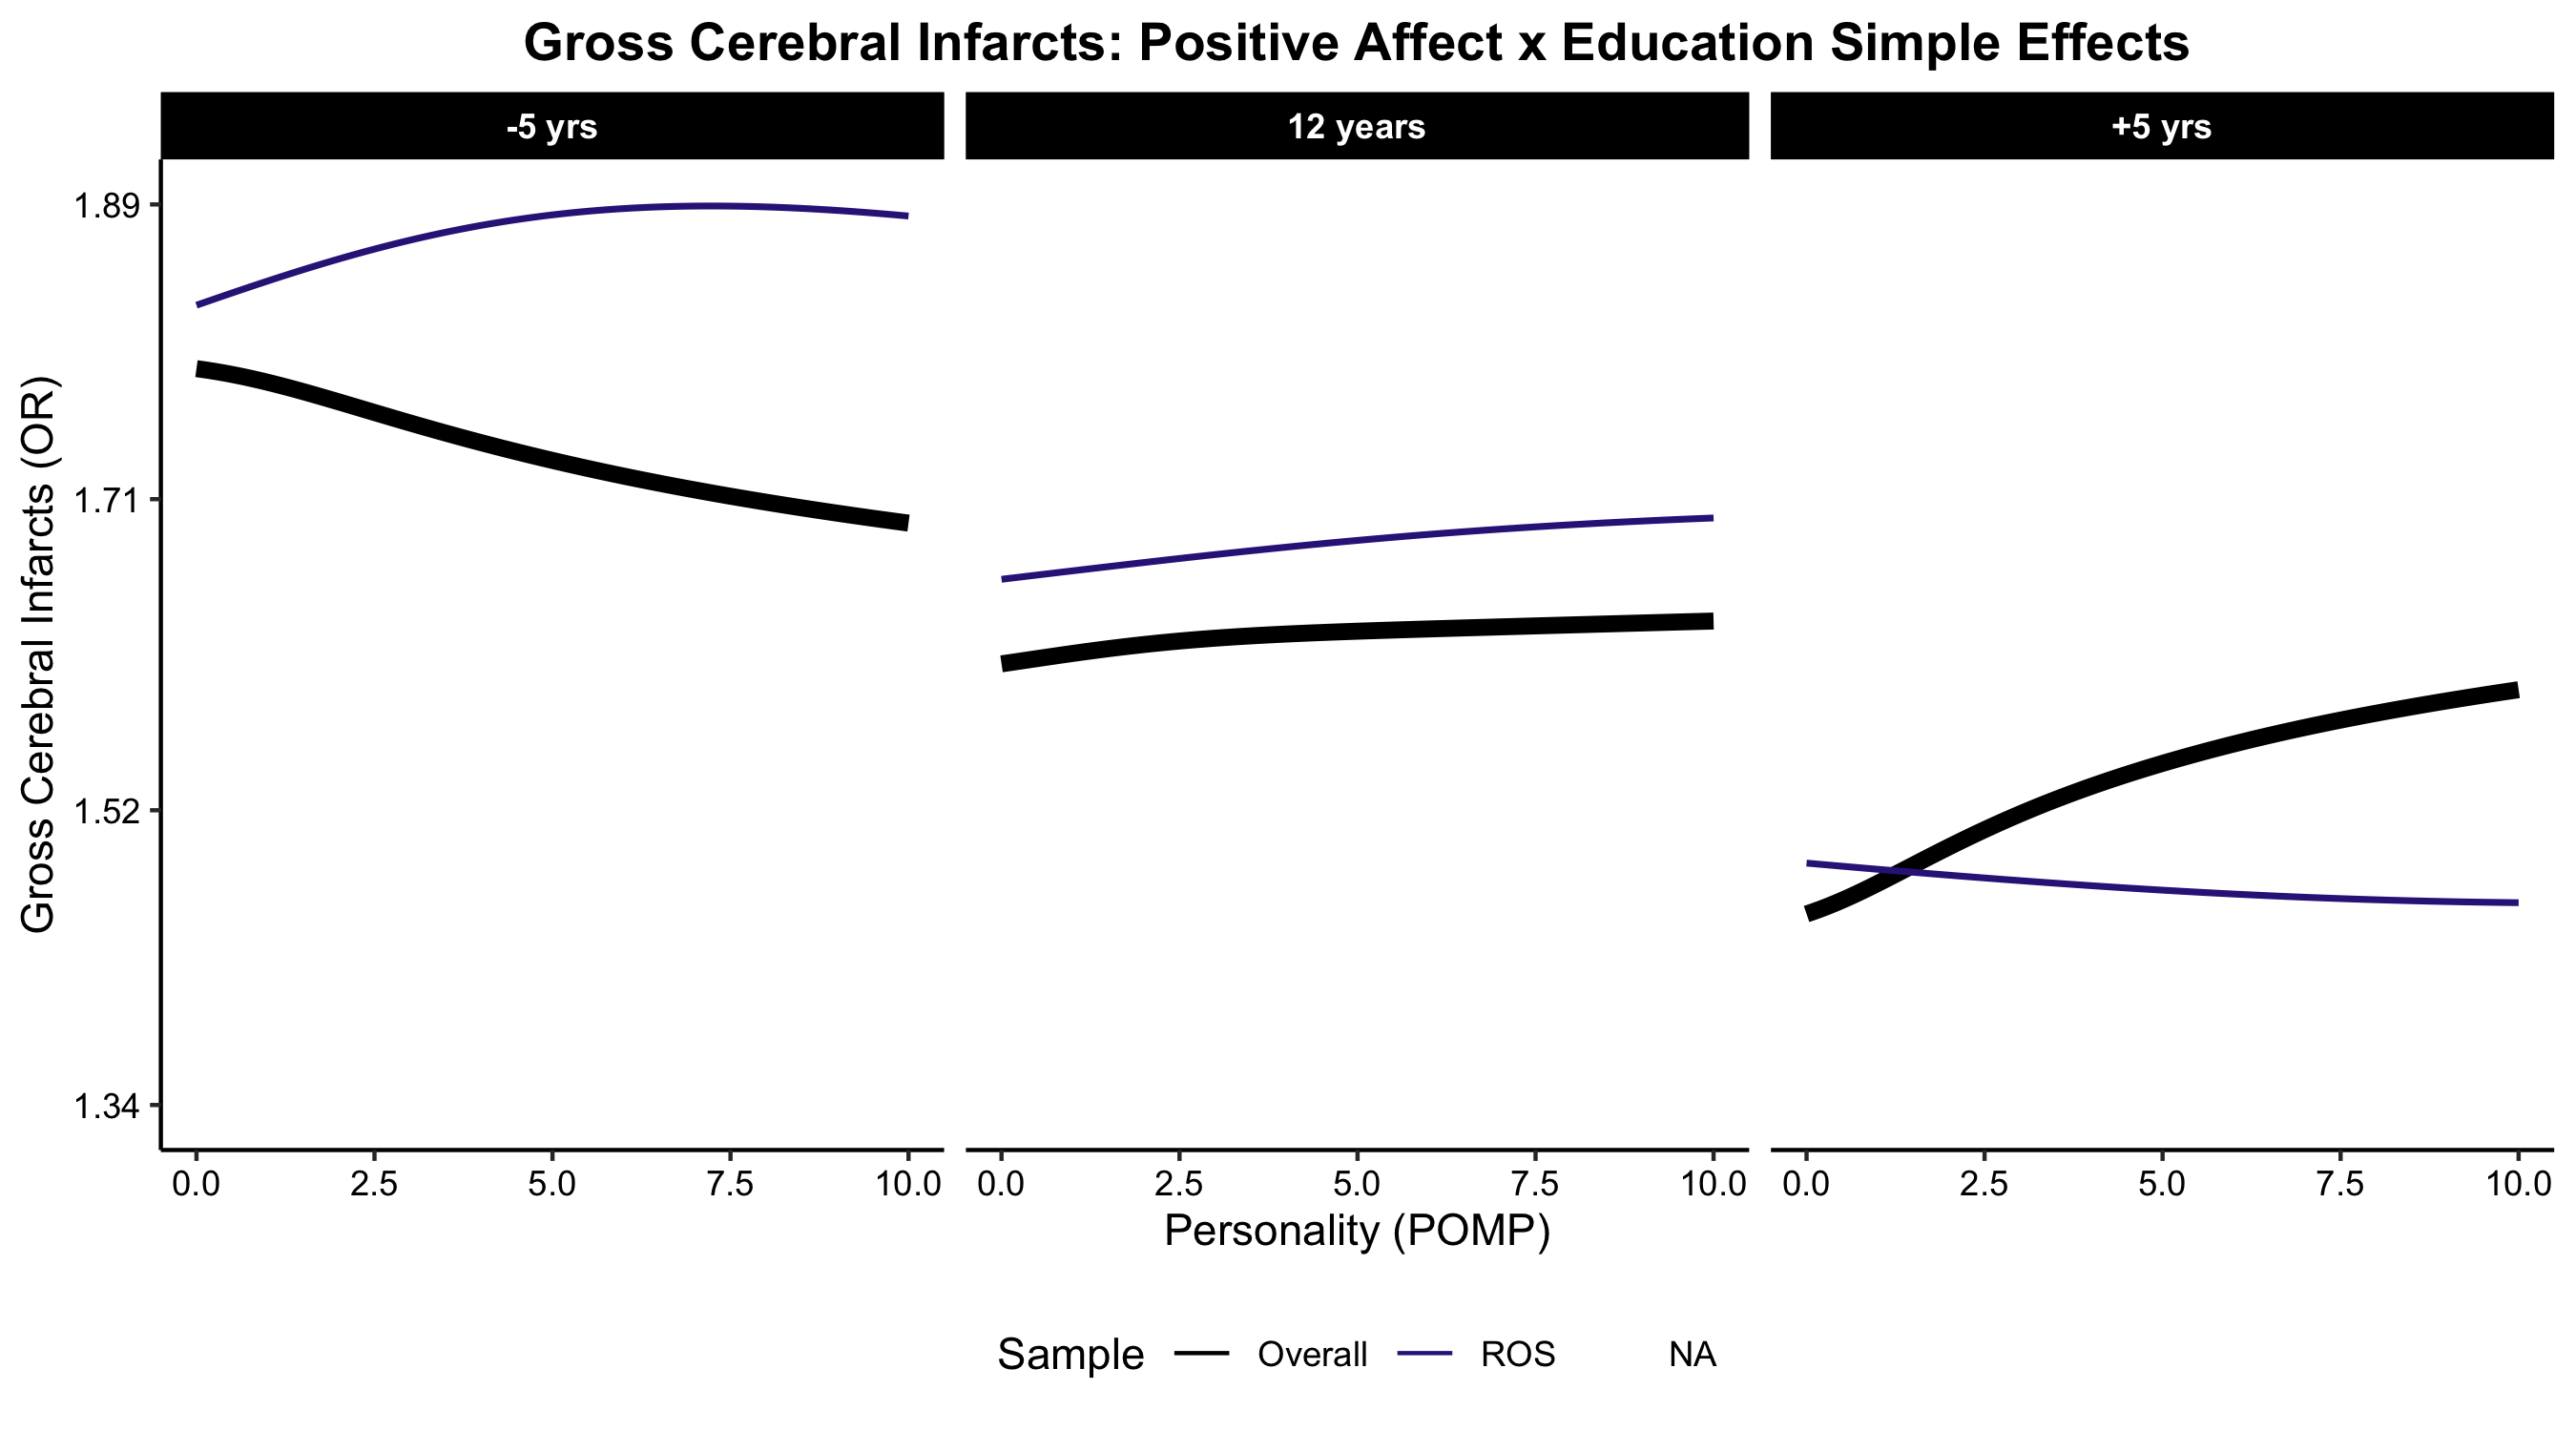 Gross Cerebral Infarcts: Positive Affect x Education Simple Effects
-5 yrs
12 years
+5 yrs
Gross Cerebral Infarcts (OR)
1.89
1.71
1.52
1.34
0.0 2.5 5.0 7.5 10.0
0.0 2.5 5.0 7.5 10.0
0.0 2.5 5.0 7.5 10.0
Personality (POMP)
Sample Overall ROS NA